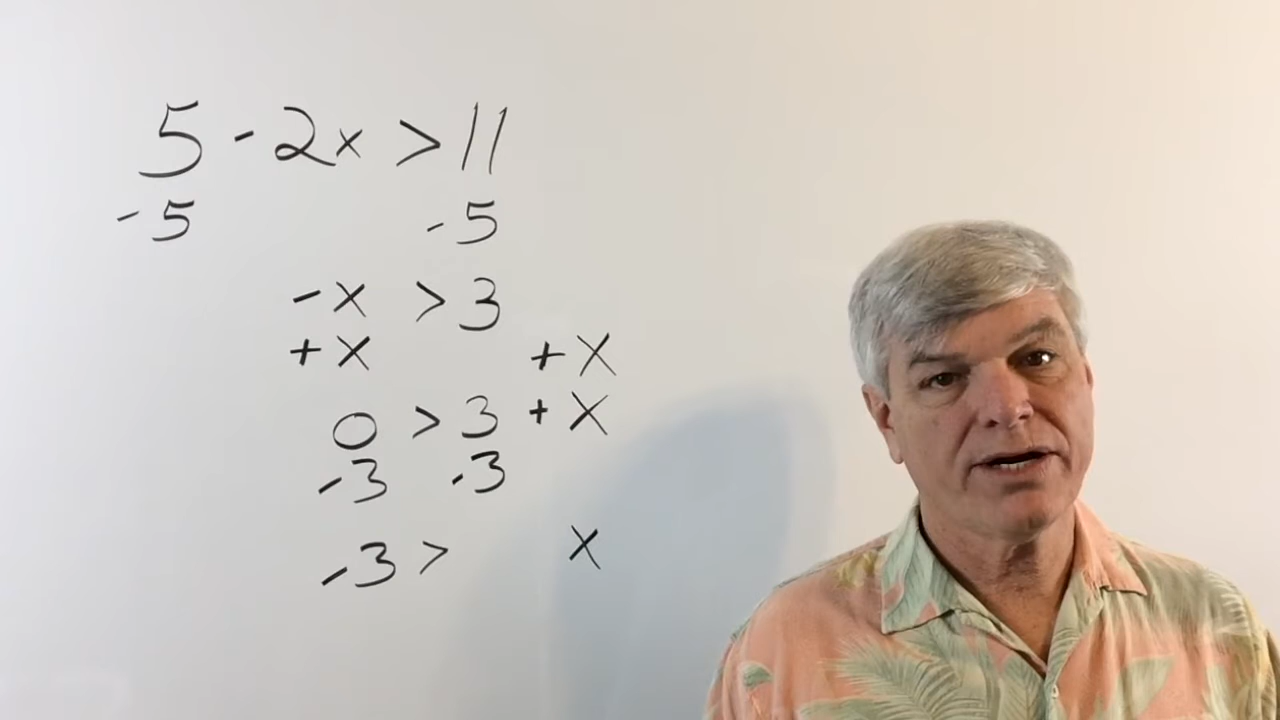 5 - 2x > 11
-5 -5
-x > 3
+x +x
0 > 3 + x
-3 -3
-3 > x